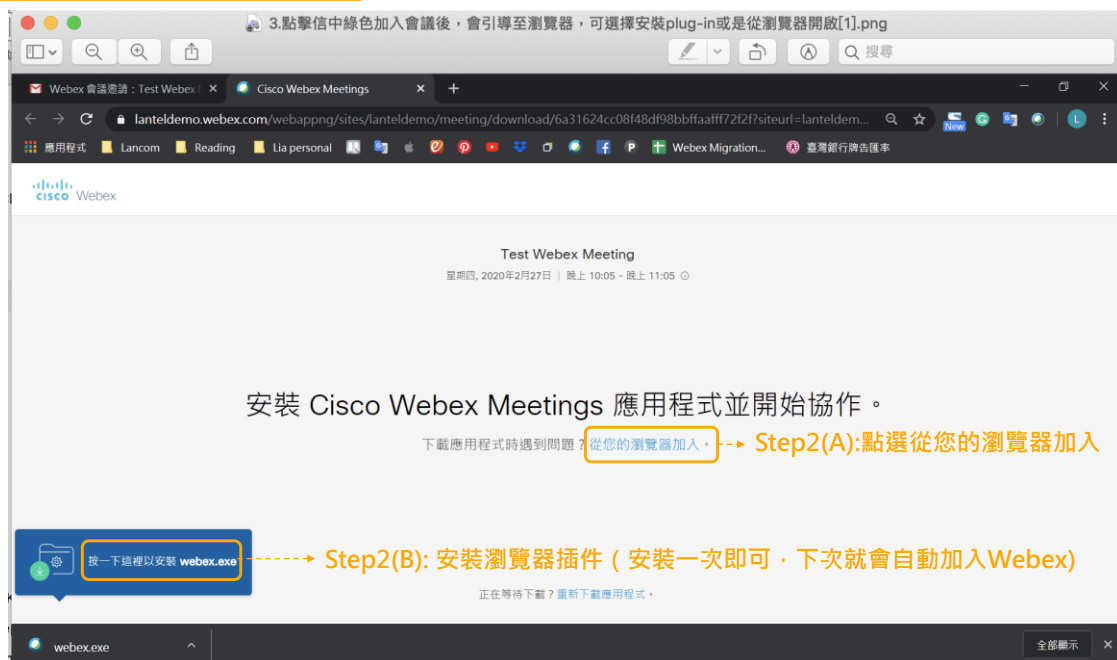 3.點擊信中綠色加入會議後，會引導至瀏覽器，可選擇安裝plug-in或是從瀏覽器開啟[1].png
搜尋
Webex 會議邀請：Test Webex
Cisco Webex Meetings
lanteldemo.webex.com/webappng/sites/lanteldemo/meeting/download/6a31624cc08f48df98bbffaafff72f2f?siteurl=lanteldem...
New
L
應用程式
Lancom
Reading
Lia personal
Webex Migration...
臺灣銀行牌告匯率
cisco Webex
Test Webex Meeting
星期四, 2020年2月27日 | 晚上 10:05 - 晚上 11:05
安裝 Cisco Webex Meetings 應用程式並開始協作。
下載應用程式時遇到問題？從您的瀏覽器加入。
Step2(A):點選從您的瀏覽器加入
按一下這裡以安裝 webex.exe
Step2(B): 安裝瀏覽器插件（安裝一次即可，下次就會自動加入Webex)
正在等待下載？重新下載應用程式。
webex.exe
全部顯示